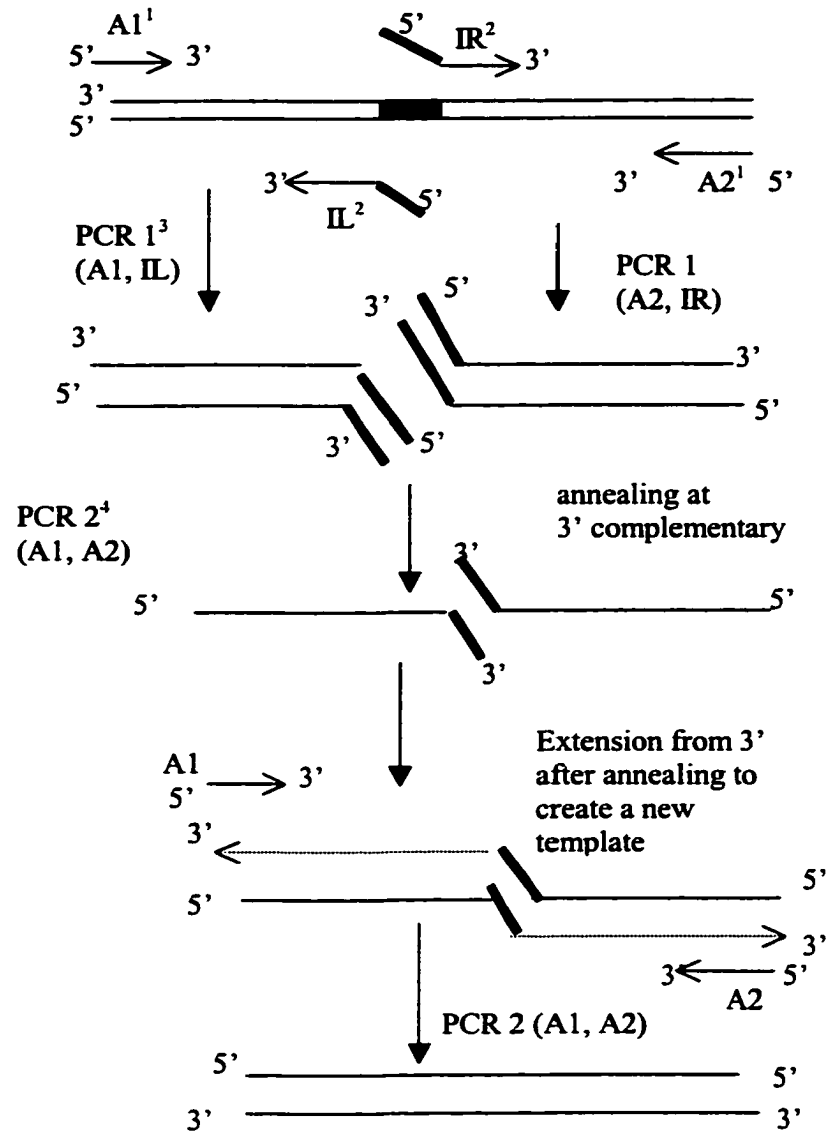 A1¹
5’ 3’
5’
IR²
3’
3’
5’
3’
IL²
5’
3’
A2¹
5’
PCR 1³
(A1, IL)
PCR 1
(A2, IR)
3’
5’
3’
5’
3’
5’
3’
5’
PCR 2⁴
(A1, A2)
annealing at
3’ complementary
5’
3’
5’
3’
A1
5’
3’
Extension from 3’
after annealing to
create a new
template
3’
5’
5’
3’
3
5’
A2
PCR 2 (A1, A2)
5’
5’
3’
3’